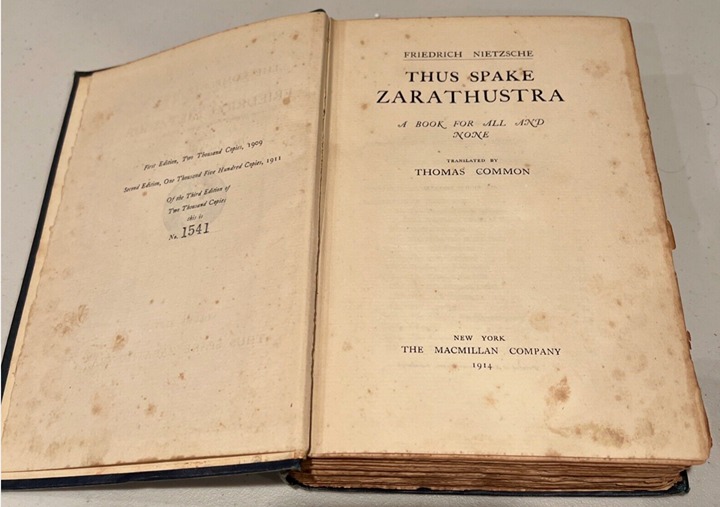 First Edition, Two Thousand Copies, 1909
Second Edition, One Thousand Five Hundred Copies, 1911
Of the Third Edition of
Two Thousand Copies
this is
No. 1541
FRIEDRICH NIETZSCHE
THUS SPAKE
ZARATHUSTRA
A BOOK FOR ALL AND
NONE
TRANSLATED BY
THOMAS COMMON
NEW YORK
THE MACMILLAN COMPANY
1914